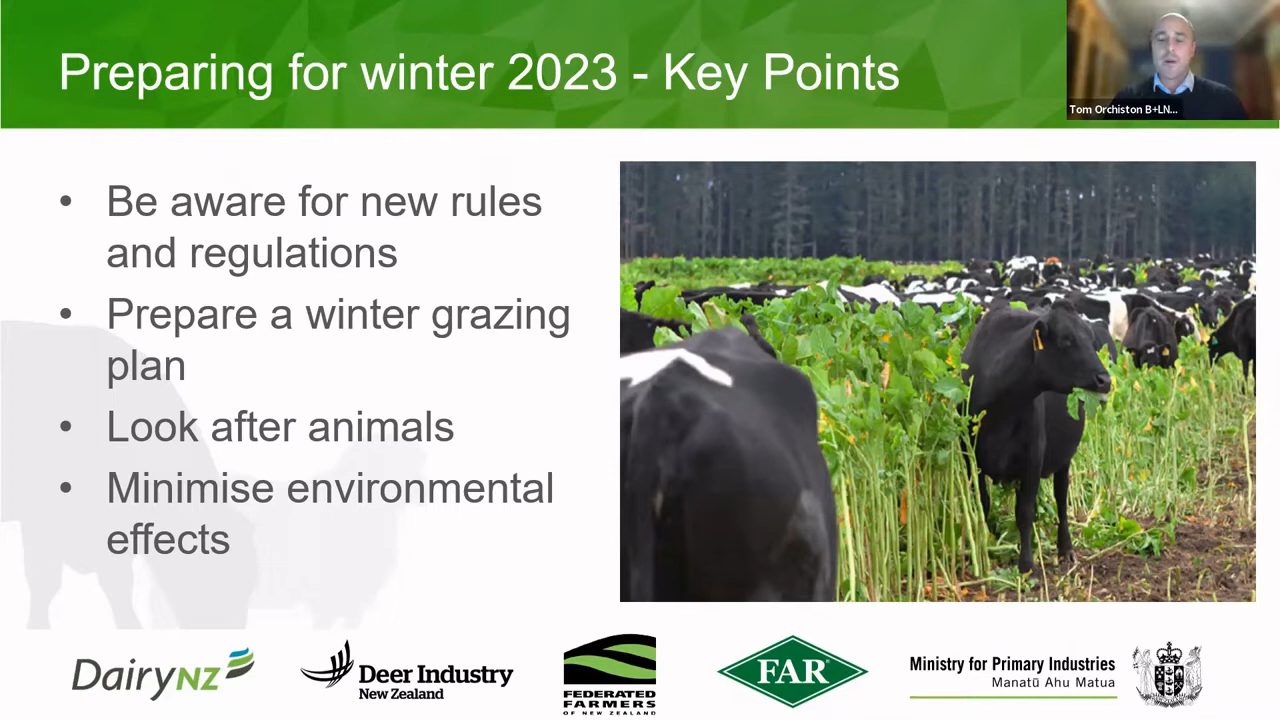 Preparing for winter 2023 - Key Points
Tom Orchiston B+LN...
• Be aware for new rules
and regulations
• Prepare a winter grazing
plan
• Look after animals
• Minimise environmental
effects
DairyNZ
Deer Industry
New Zealand
FEDERATED
FARMERS
OF NEW ZEALAND
FAR®
Ministry for Primary Industries
Manatū Ahu Matua